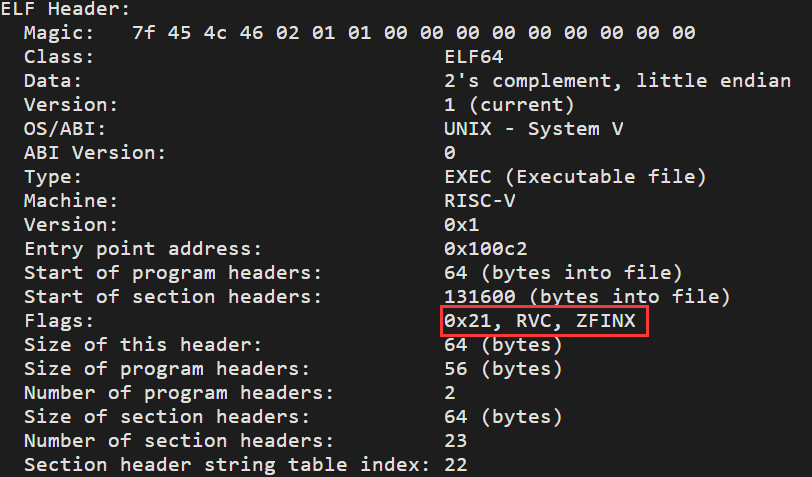 ELF Header:
Magic: 7f 45 4c 46 02 01 01 00 00 00 00 00 00 00 00 00
Class: ELF64
Data: 2's complement, little endian
Version: 1 (current)
OS/ABI: UNIX - System V
ABI Version: 0
Type: EXEC (Executable file)
Machine: RISC-V
Version: 0x1
Entry point address: 0x100c2
Start of program headers: 64 (bytes into file)
Start of section headers: 131600 (bytes into file)
Flags: 0x21, RVC, ZFINX
Size of this header: 64 (bytes)
Size of program headers: 56 (bytes)
Number of program headers: 2
Size of section headers: 64 (bytes)
Number of section headers: 23
Section header string table index: 22